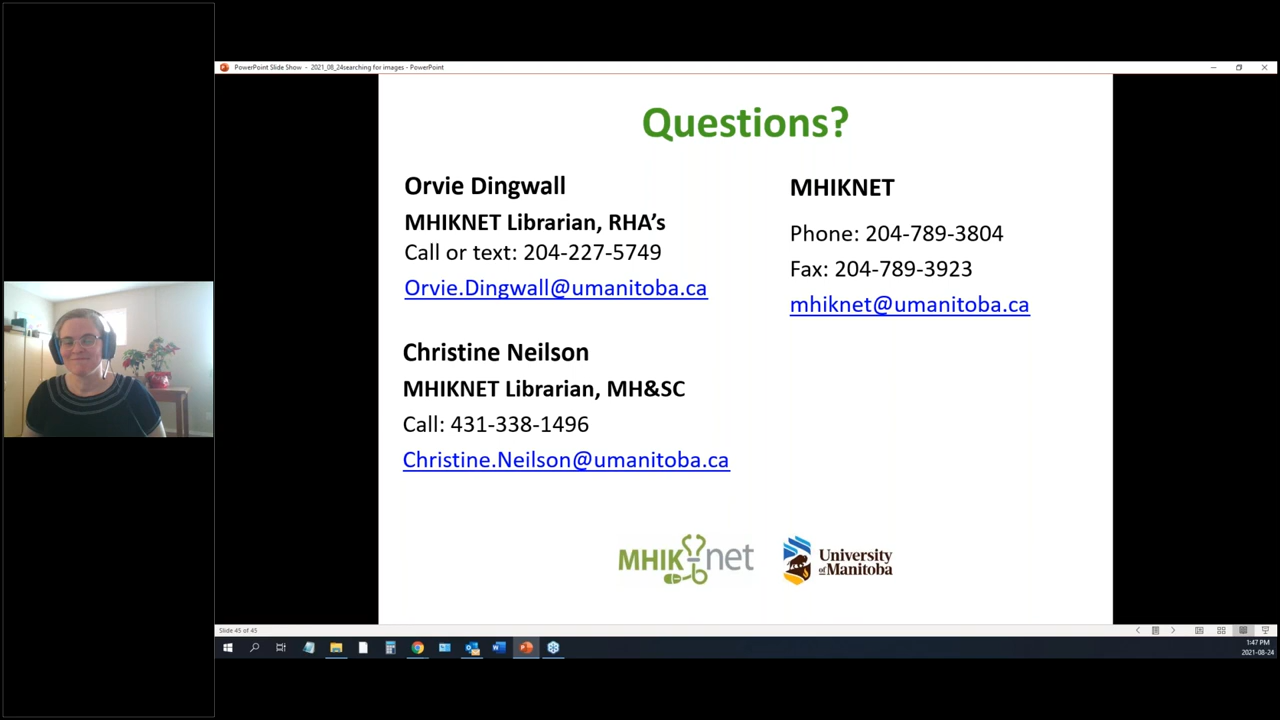 PowerPoint Slide Show - 2021_08_24searching for images - PowerPoint
Questions?
Orvie Dingwall
MHIKNET Librarian, RHA's
Call or text: 204-227-5749
Orvie.Dingwall@umanitoba.ca
Christine Neilson
MHIKNET Librarian, MH&SC
Call: 431-338-1496
Christine.Neilson@umanitoba.ca
MHIKNET
Phone: 204-789-3804
Fax: 204-789-3923
mhiknet@umanitoba.ca
MHIK net
University
of Manitoba
Slide 45 of 45
1:47 PM
2021-08-24